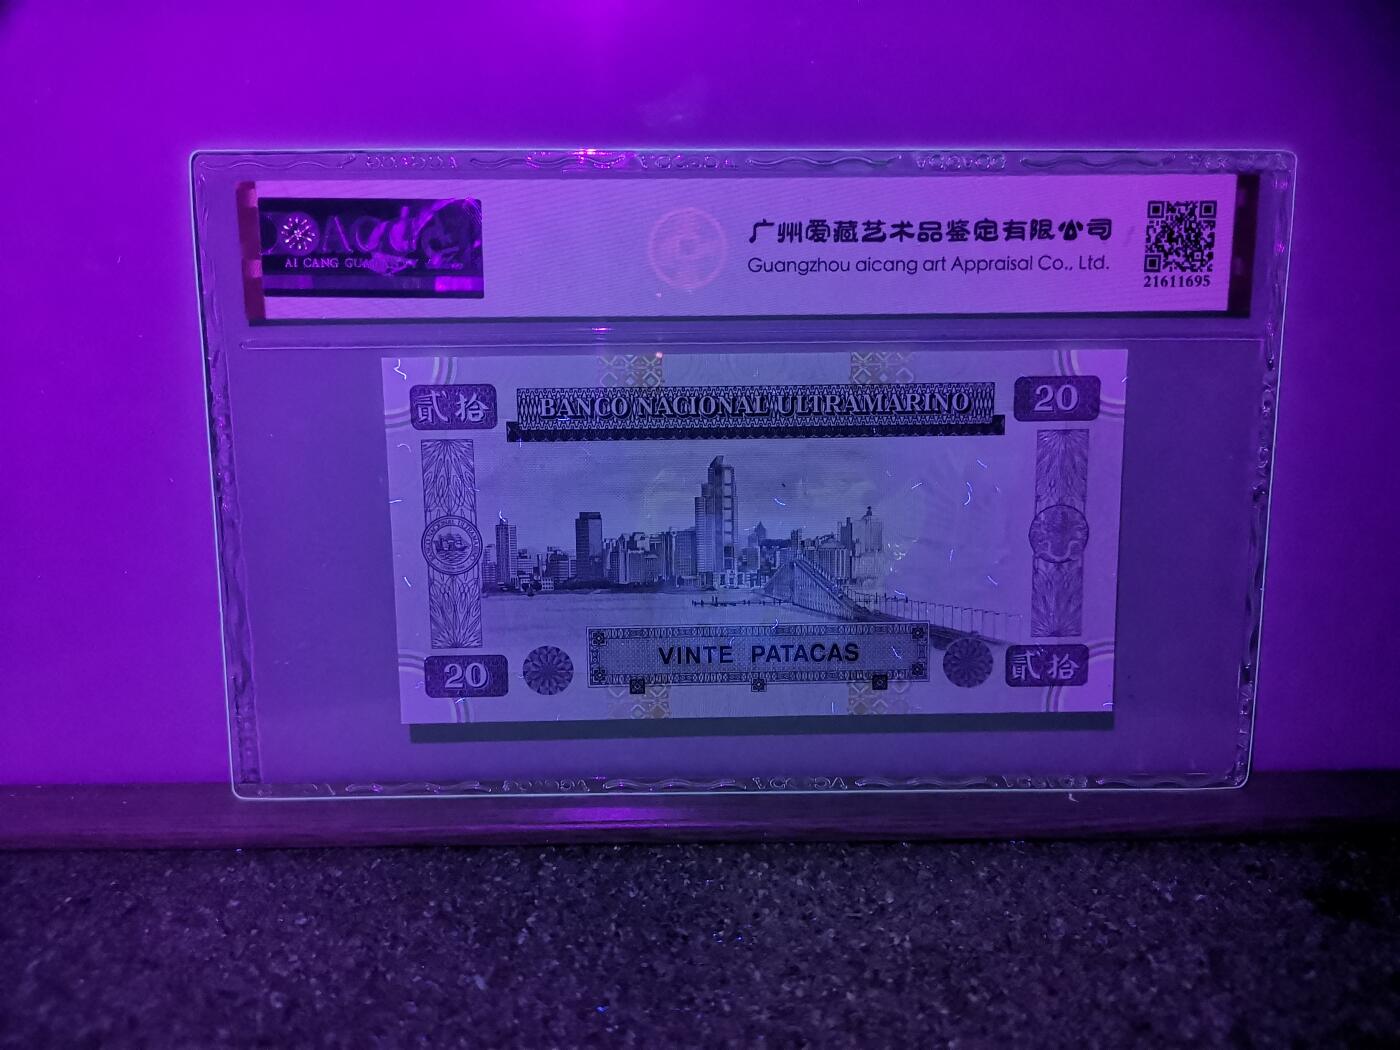 AI CANG GUA
广州爱藏艺术品鉴定有限公司
Guangzhou aicang art Appraisal Co., Ltd.
21611695
貳拾
BANCO NACIONAL ULTRAMARINO
20
20
VINTE PATACAS
貳拾